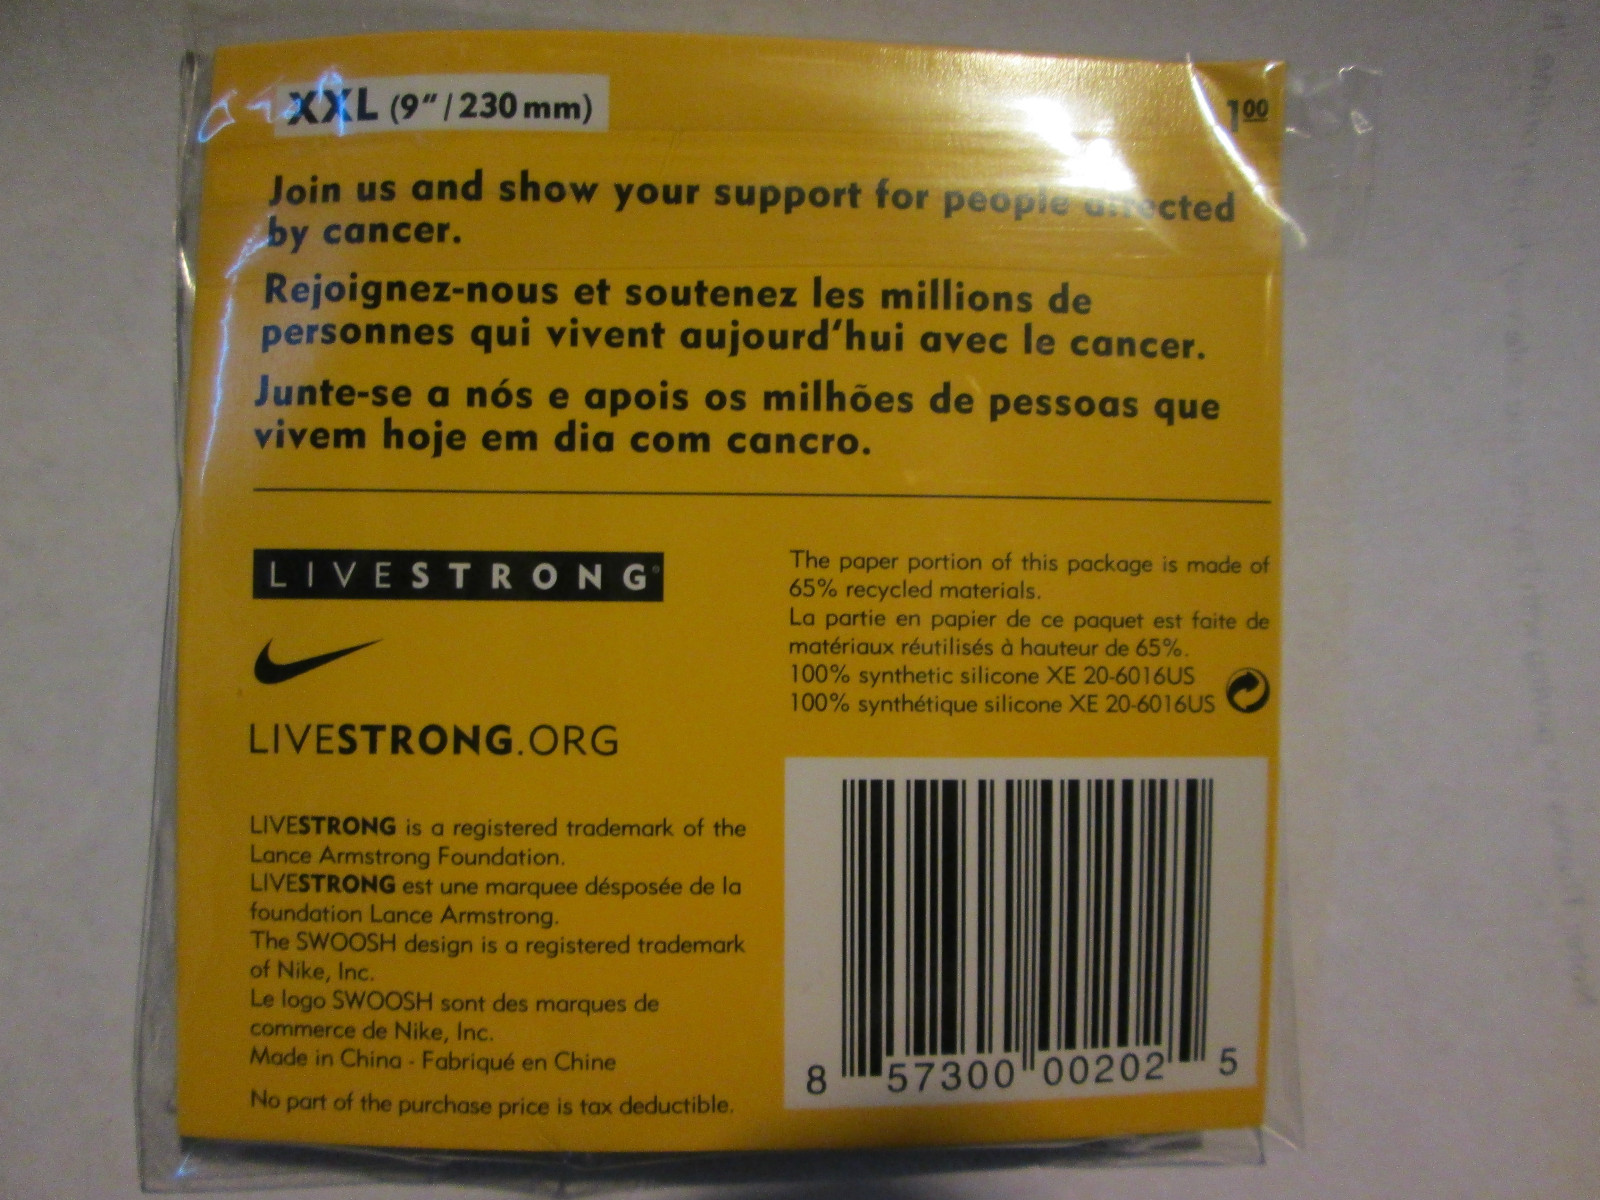 XXL (9"/230 mm)
1.00
Join us and show your support for people affected
by cancer.
Rejoignez-nous et soutenez les millions de
personnes qui vivent aujourd'hui avec le cancer.
Junte-se a nós e apois os milhões de pessoas que
vivem hoje em dia com cancro.
LIVESTRONG®
LIVESTRONG.ORG
LIVESTRONG is a registered trademark of the
Lance Armstrong Foundation.
LIVESTRONG est une marquee désposée de la
foundation Lance Armstrong.
The SWOOSH design is a registered trademark
of Nike, Inc.
Le logo SWOOSH sont des marques de
commerce de Nike, Inc.
Made in China - Fabriqué en Chine
No part of the purchase price is tax deductible.
The paper portion of this package is made of
65% recycled materials.
La partie en papier de ce paquet est faite de
matériaux réutilisés à hauteur de 65%.
100% synthetic silicone XE 20-6016US
100% synthétique silicone XE 20-6016US
8 57300 00202 5